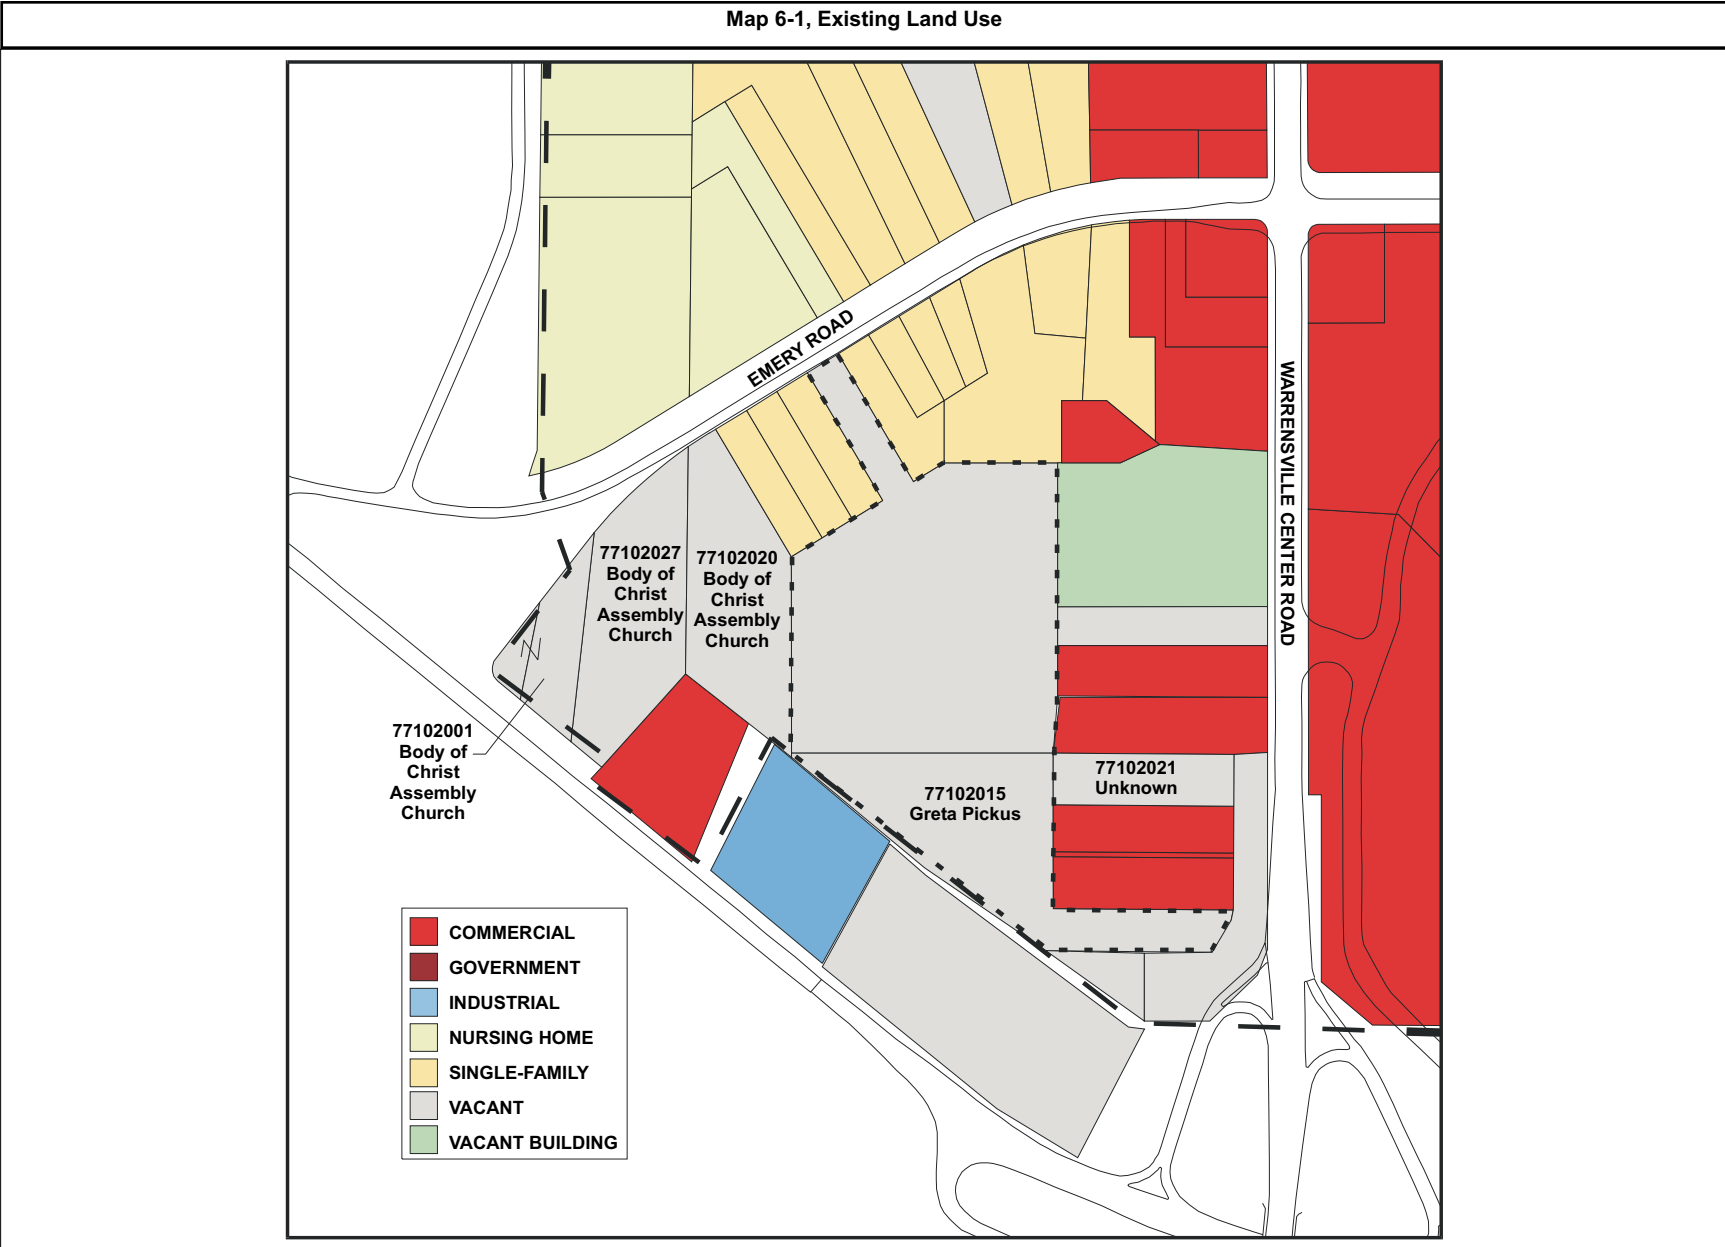 Map 6-1, Existing Land Use
EMERY ROAD
WARRENSVILLE CENTER ROAD
77102027
Body of
Christ
Assembly
Church
77102020
Body of
Christ
Assembly
Church
77102001
Body of
Christ
Assembly
Church
77102015
Greta Pickus
77102021
Unknown
COMMERCIAL
GOVERNMENT
INDUSTRIAL
NURSING HOME
SINGLE-FAMILY
VACANT
VACANT BUILDING